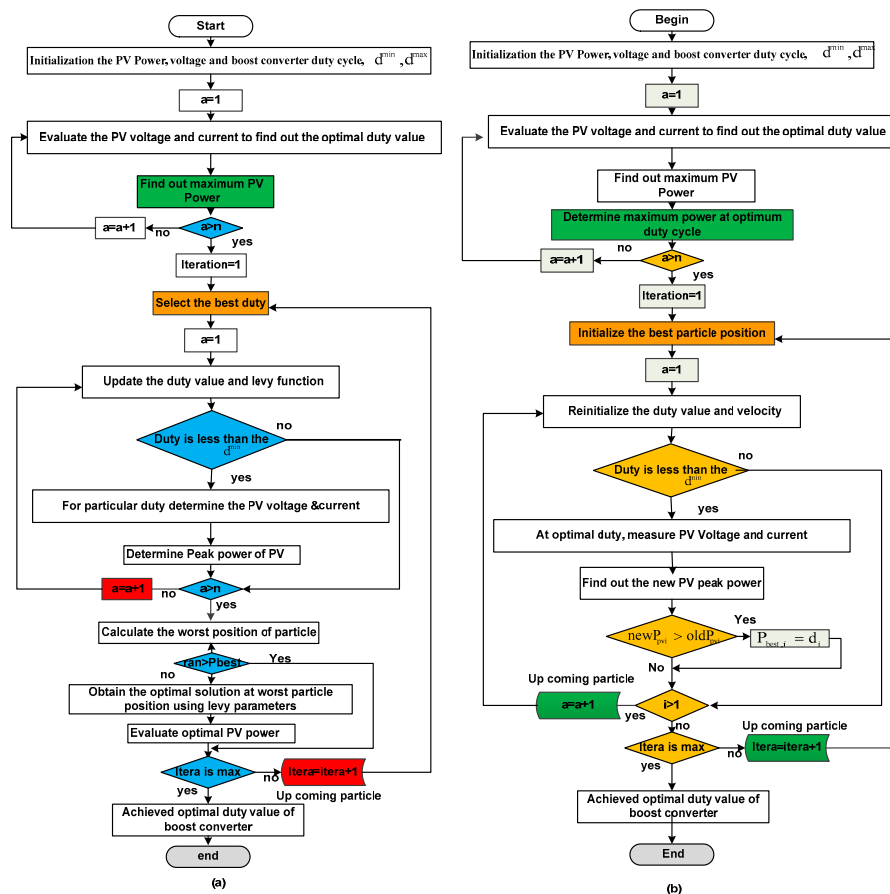 Start
Initialization the PV Power, voltage and boost converter duty cycle, d^min , d^max
a=1
Evaluate the PV voltage and current to find out the optimal duty value
Find out maximum PV
Power
a>n
no
a=a+1
yes
Iteration=1
Select the best duty
a=1
Update the duty value and levy function
Duty is less than the
d^min
no
yes
For particular duty determine the PV voltage &current
Determine Peak power of PV
a>n
no
a=a+1
yes
Calculate the worst position of particle
ran>Pbest
Yes
no
Obtain the optimal solution at worst particle
position using levy parameters
Evaluate optimal PV power
Itera is max
no
Itera=itera+1
Up coming particle
yes
Achieved optimal duty value of
boost converter
end
(a)
Begin
Initialization the PV Power, voltage and boost converter duty cycle, d^min , d^max
a=1
Evaluate the PV voltage and current to find out the optimal duty value
Find out maximum PV
Power
Determine maximum power at optimum
duty cycle
a>n
no
a=a+1
yes
Iteration=1
Initialize the best particle position
a=1
Reinitialize the duty value and velocity
Duty is less than the
d^min
no
yes
At optimal duty, measure PV Voltage and current
Find out the new PV peak power
newP_pvi > oldP_pvi
Yes
P_best,i = d_i
No
Up coming particle
i>1
yes
a=a+1
no
Up coming particle
Itera is max
no
Itera=itera+1
yes
Achieved optimal duty value of
boost converter
End
(b)